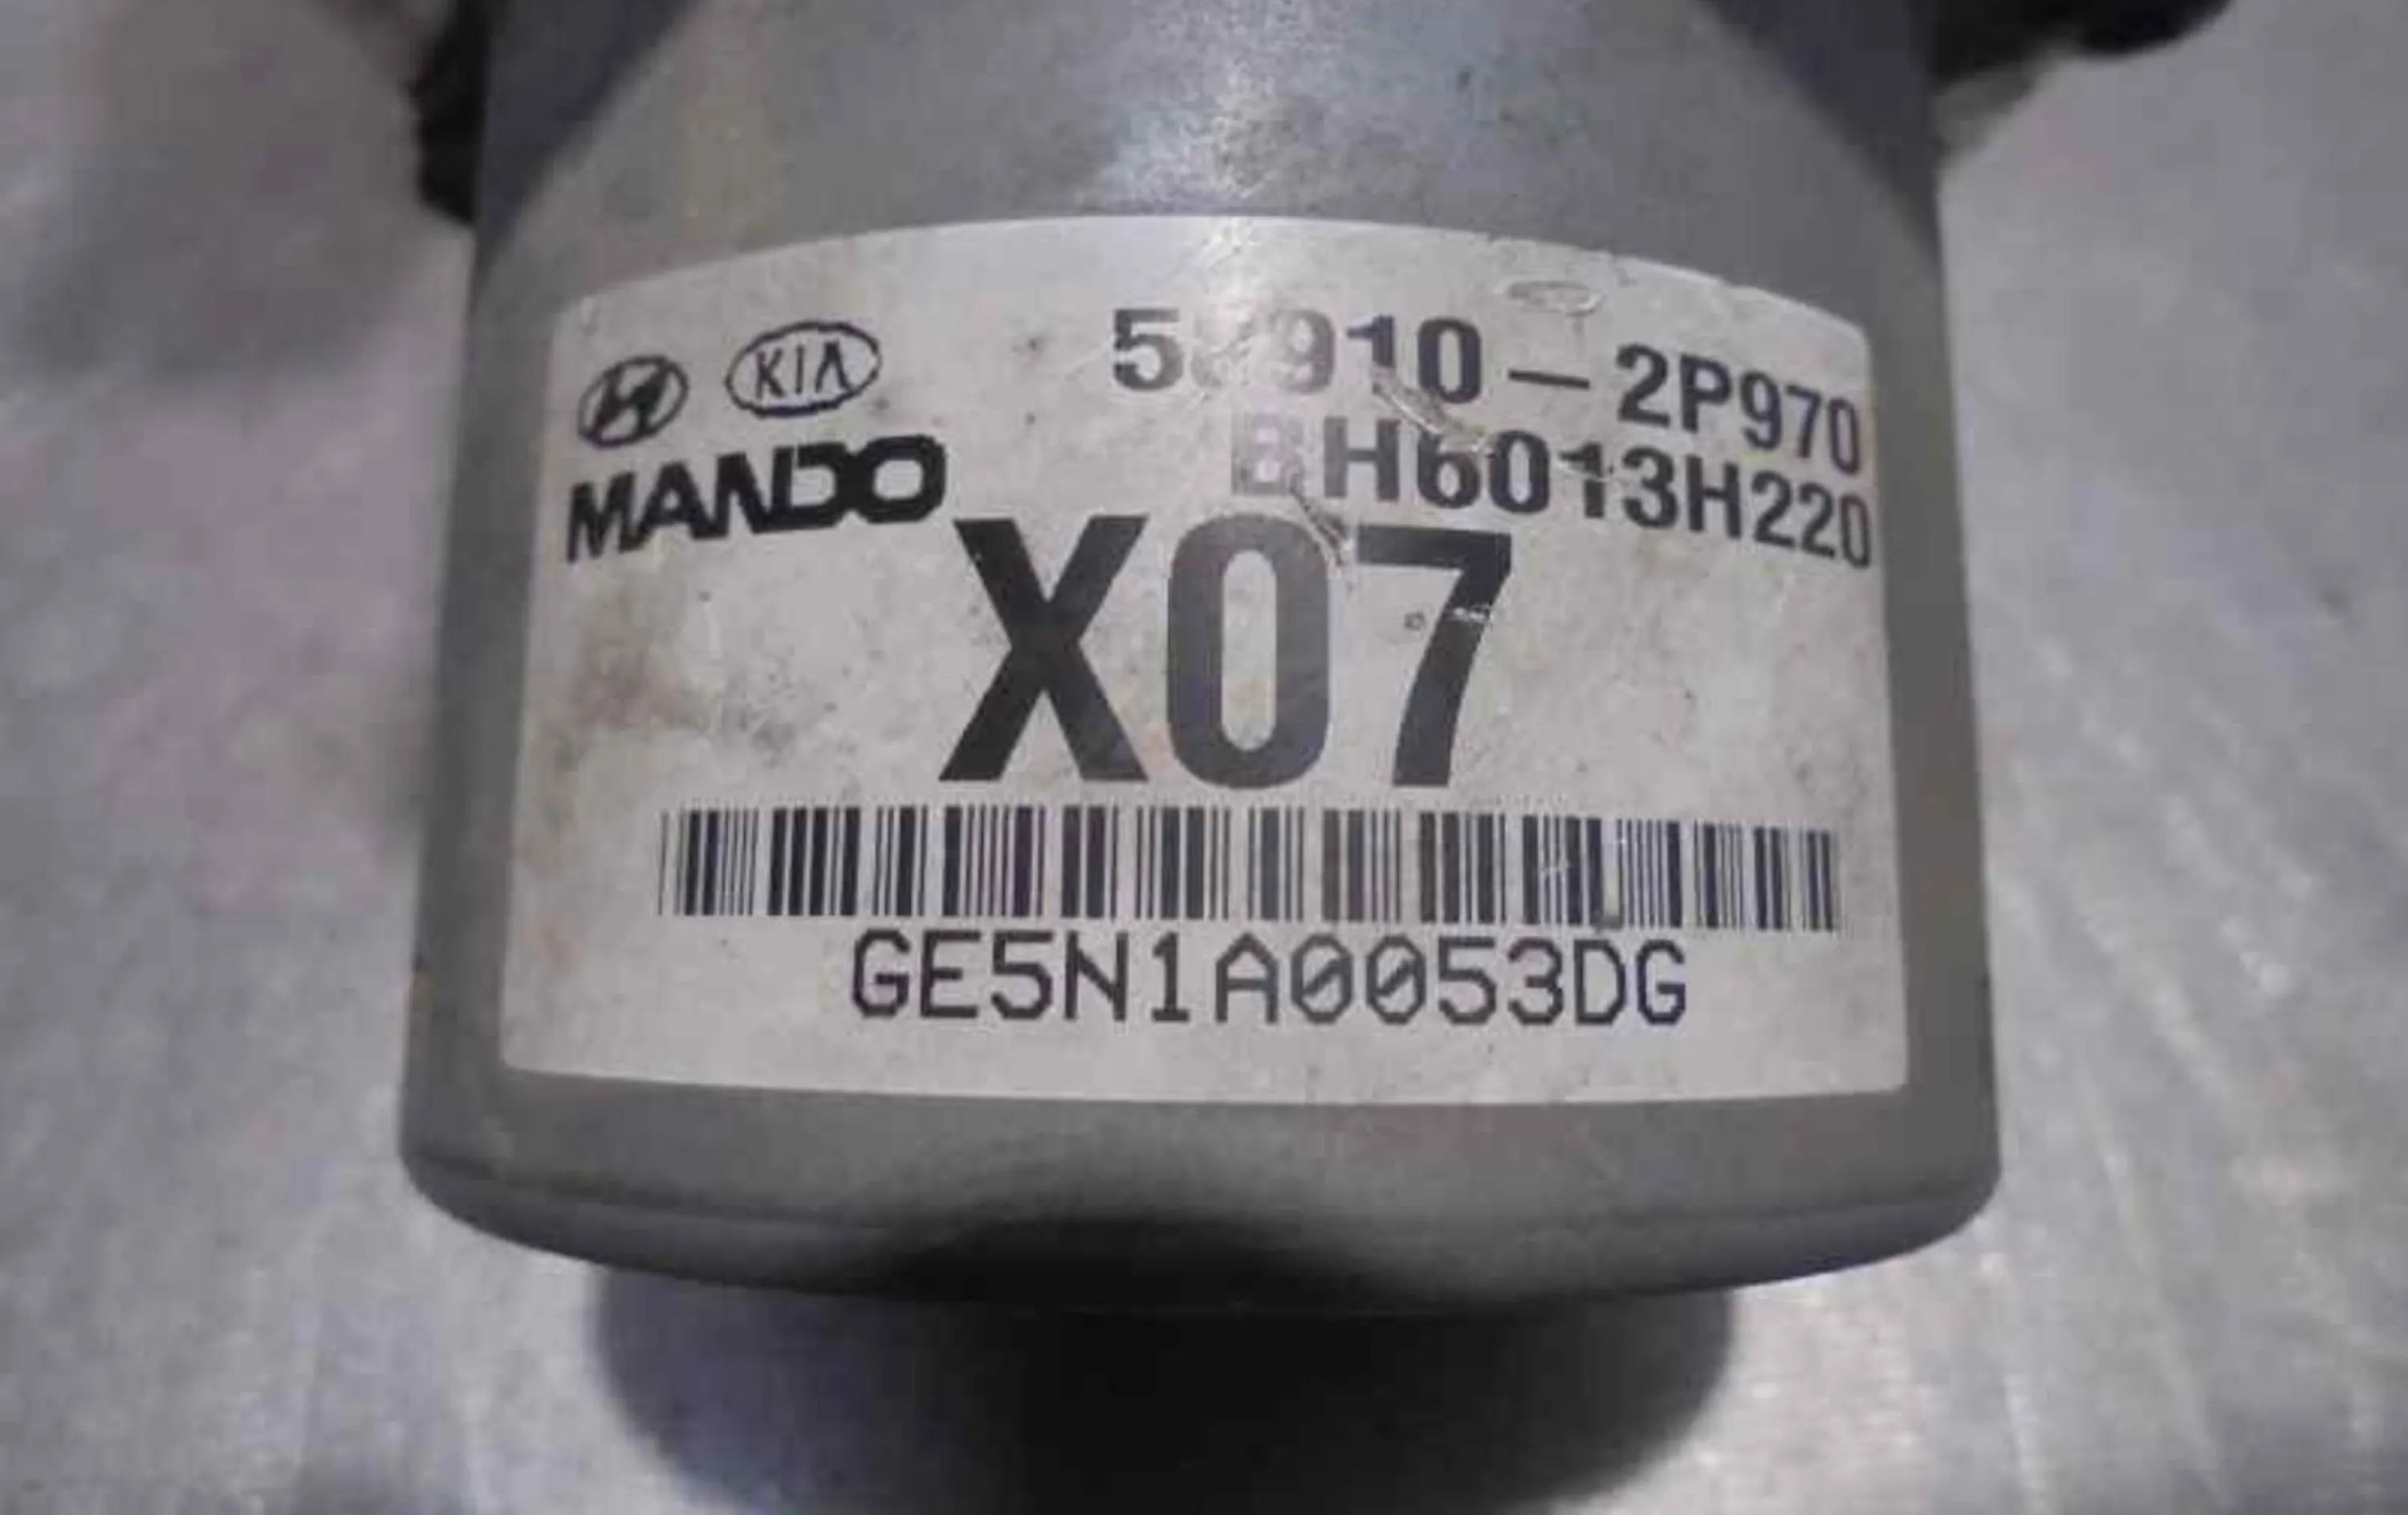 KIA 58910-2P970
MANDO BH6013H220
X07
GE5N1A0053DG